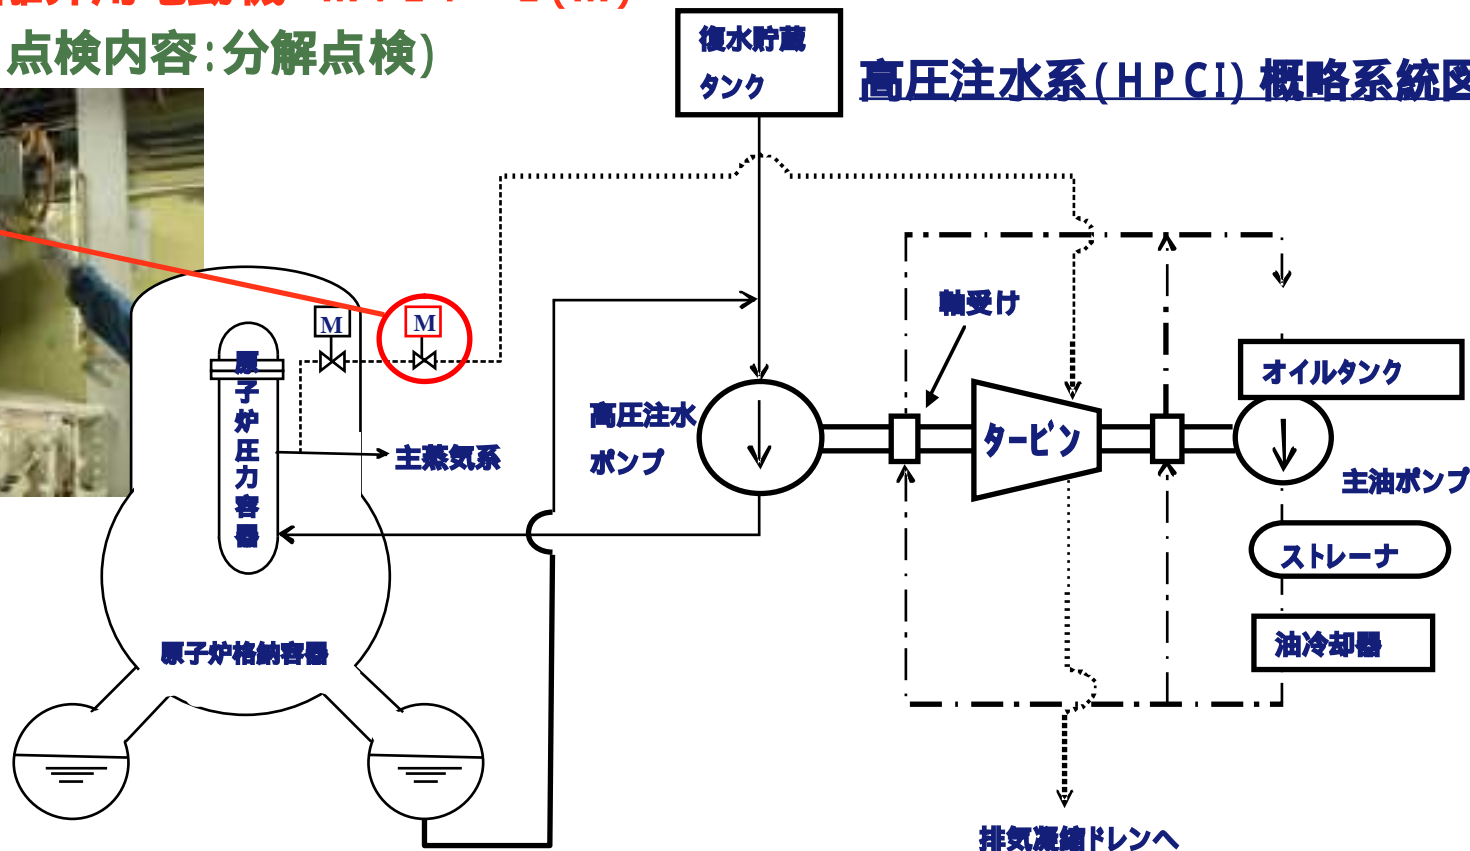 点検内容:分解点検)
復水貯蔵
タンク
高圧注水系(HPCI)概略系統図
M
M
軸受け
原子炉圧力容器
主蒸気系
高圧注水
ポンプ
タービン
オイルタンク
主油ポンプ
ストレーナ
油冷却器
原子炉格納容器
排気凝縮ドレンへ